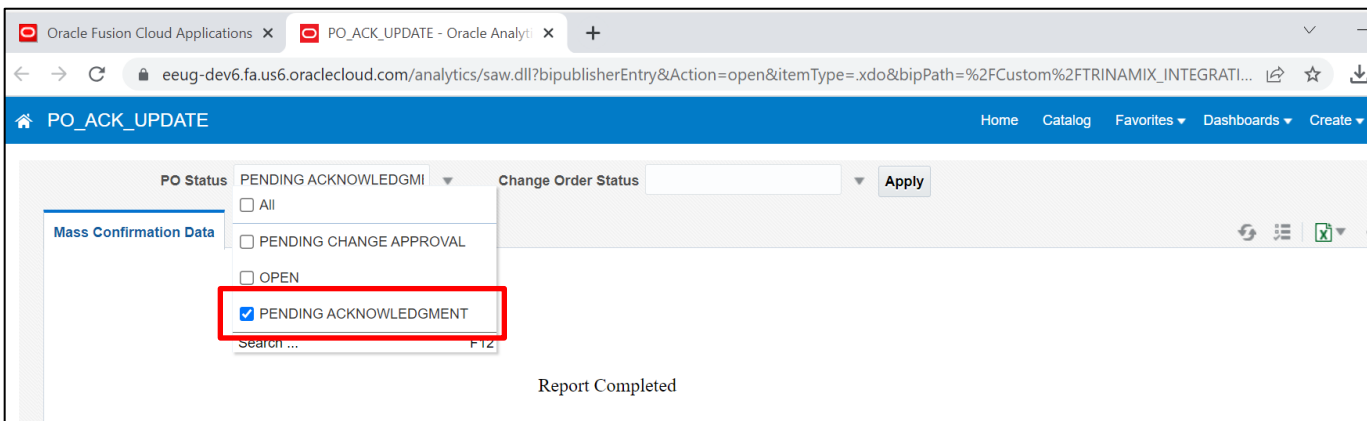 Oracle Fusion Cloud Applications
PO_ACK_UPDATE - Oracle Analyti
eeug-dev6.fa.us6.oraclecloud.com/analytics/saw.dll?bipublisherEntry&Action=open&itemType=.xdo&bipPath=%2FCustom%2FTRINAMIX_INTEGRATI...
PO_ACK_UPDATE Home Catalog Favorites Dashboards Create
PO Status PENDING ACKNOWLEDGMI Change Order Status Apply
All
Mass Confirmation Data
PENDING CHANGE APPROVAL
OPEN
PENDING ACKNOWLEDGMENT
Search ... F12
Report Completed